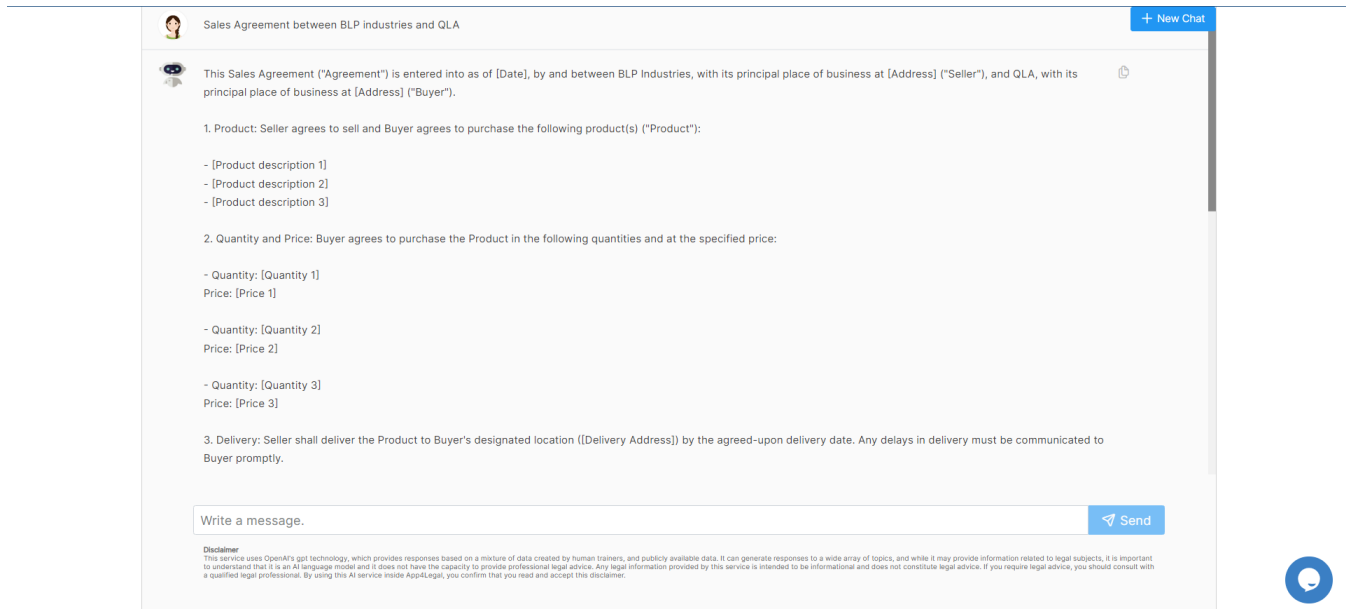 Sales Agreement between BLP industries and QLA
+ New Chat
This Sales Agreement ("Agreement") is entered into as of [Date], by and between BLP Industries, with its principal place of business at [Address] ("Seller"), and QLA, with its
principal place of business at [Address] ("Buyer").
1. Product: Seller agrees to sell and Buyer agrees to purchase the following product(s) ("Product"):
- [Product description 1]
- [Product description 2]
- [Product description 3]
2. Quantity and Price: Buyer agrees to purchase the Product in the following quantities and at the specified price:
- Quantity: [Quantity 1]
Price: [Price 1]
- Quantity: [Quantity 2]
Price: [Price 2]
- Quantity: [Quantity 3]
Price: [Price 3]
3. Delivery: Seller shall deliver the Product to Buyer's designated location ([Delivery Address]) by the agreed-upon delivery date. Any delays in delivery must be communicated to
Buyer promptly.
Write a message.
Send
Disclaimer
This service uses OpenAI's gpt technology, which provides responses based on a mixture of data created by human trainers, and publicly available data. It can generate responses to a wide array of topics, and while it may provide information related to legal subjects, it is important
to understand that it is an AI language model and it does not have the capacity to provide professional legal advice. Any legal information provided by this service is intended to be informational and does not constitute legal advice. If you require legal advice, you should consult with
a qualified legal professional. By using this AI service inside App4Legal, you confirm that you read and accept this disclaimer.